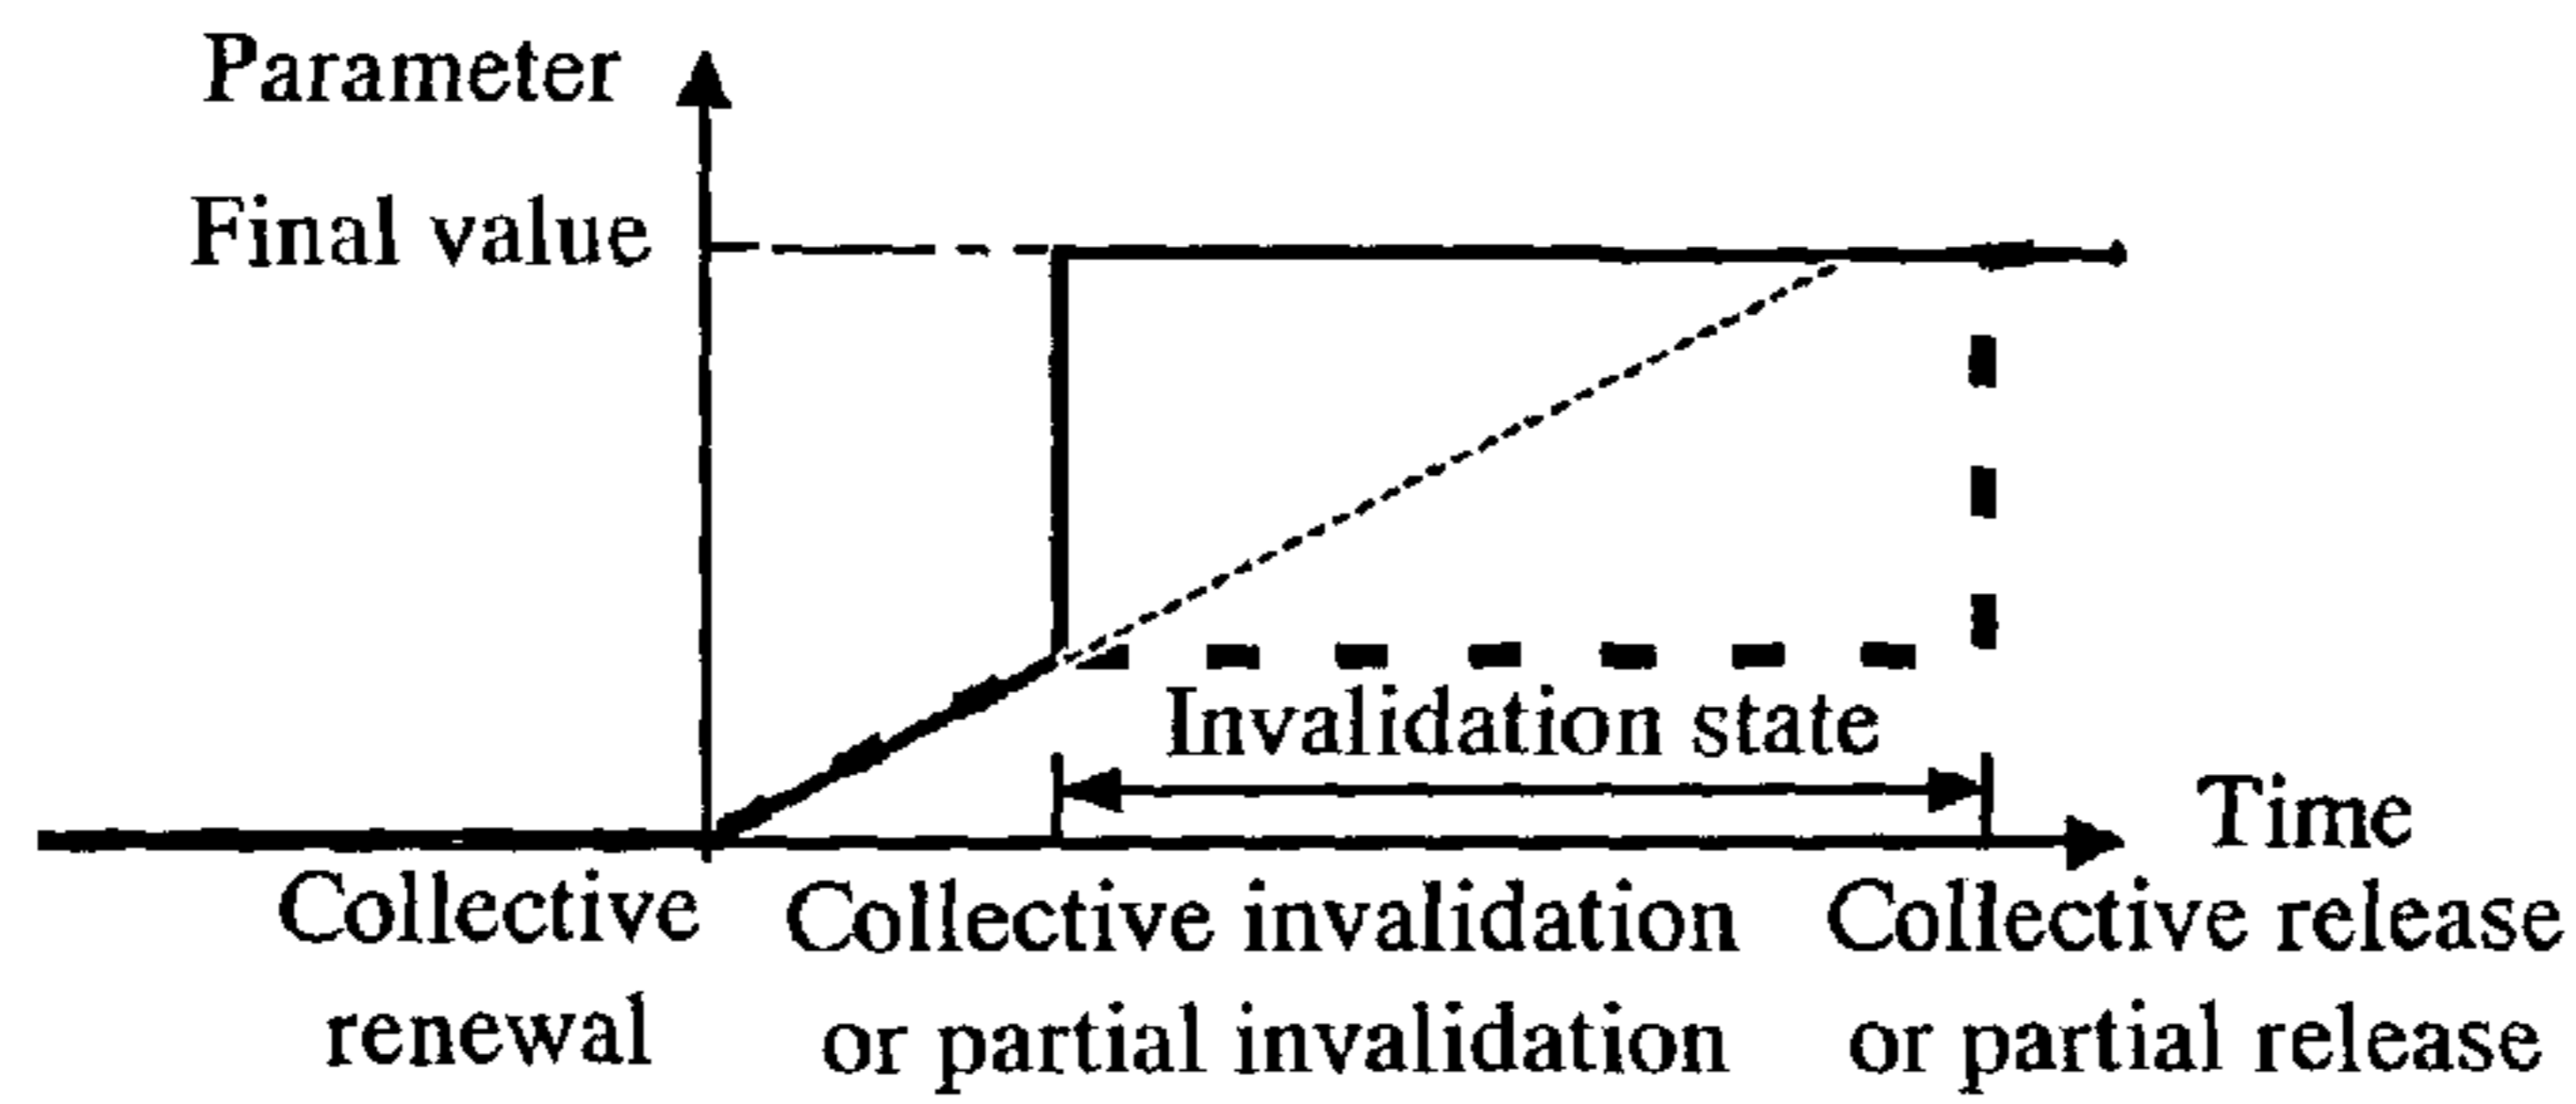 Parameter
Final value
Invalidation state
Time
Collective
renewal
Collective invalidation
or partial invalidation
Collective release
or partial release